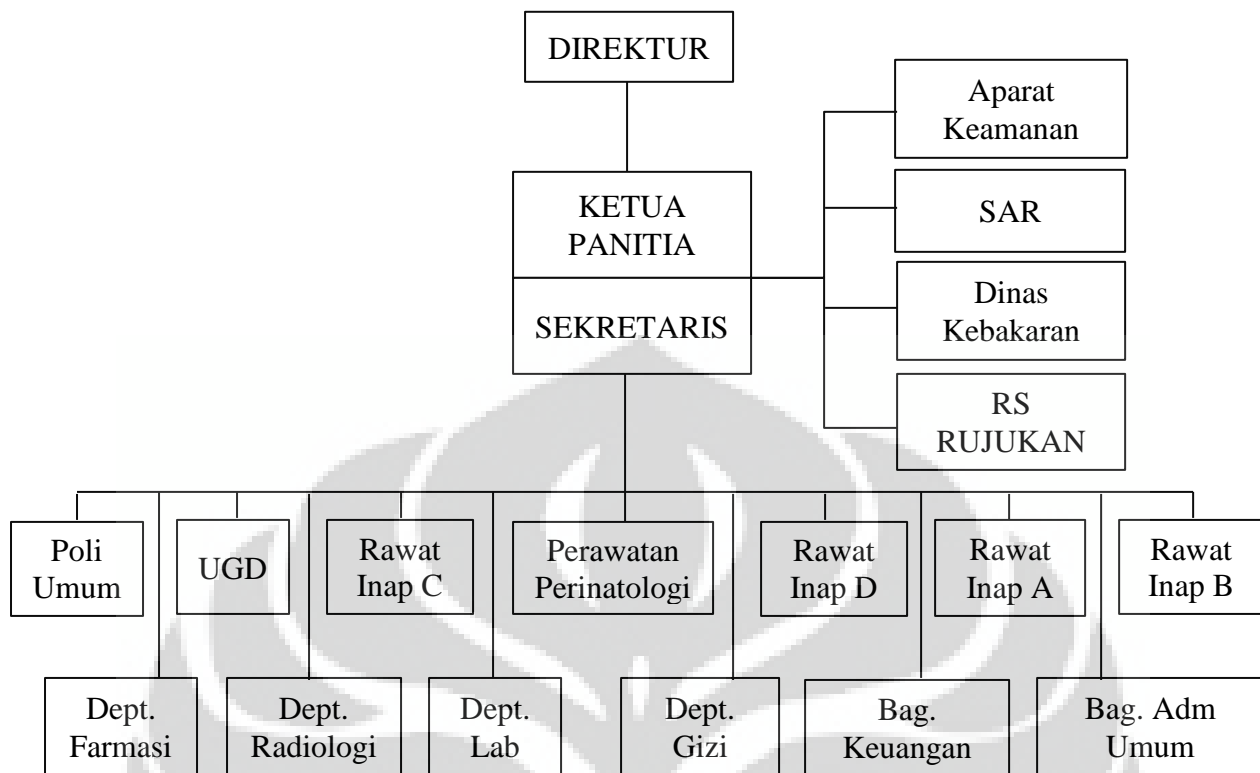 DIREKTUR
Aparat
Keamanan
KETUA
PANITIA
SAR
SEKRETARIS
Dinas
Kebakaran
RS
RUJUKAN
Poli
Umum
UGD
Rawat
Inap C
Perawatan
Perinatologi
Rawat
Inap D
Rawat
Inap A
Rawat
Inap B
Dept.
Farmasi
Dept.
Radiologi
Dept.
Lab
Dept.
Gizi
Bag.
Keuangan
Bag. Adm
Umum